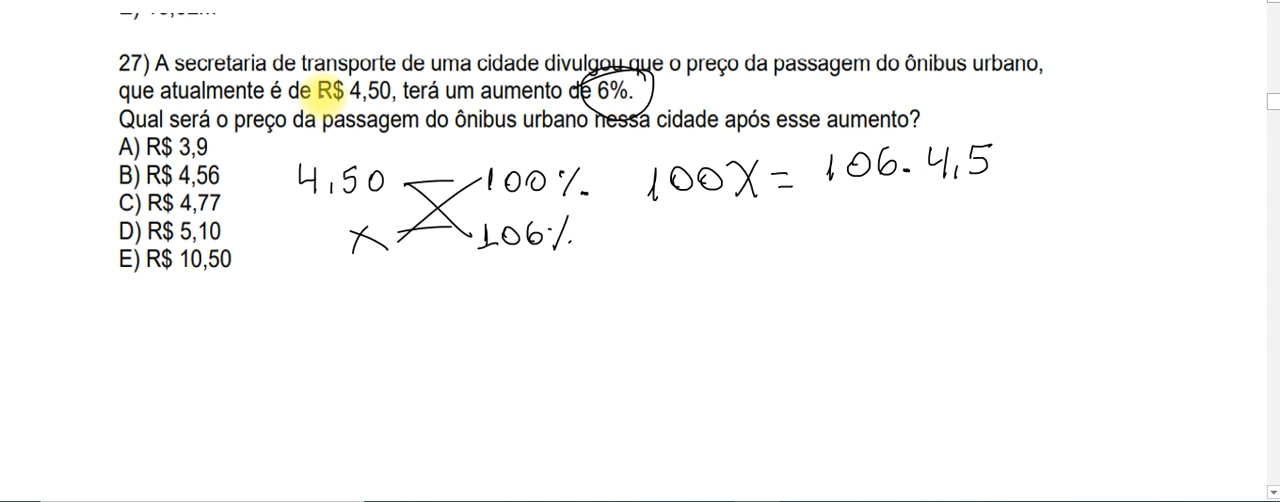 27) A secretaria de transporte de uma cidade divulgou que o preço da passagem do ônibus urbano,
que atualmente é de R$ 4,50, terá um aumento de 6%.
Qual será o preço da passagem do ônibus urbano nessa cidade após esse aumento?
A) R$ 3,9
B) R$ 4,56
C) R$ 4,77
D) R$ 5,10
E) R$ 10,50
4,50 100% 100X = 106. 4,5
x 106%